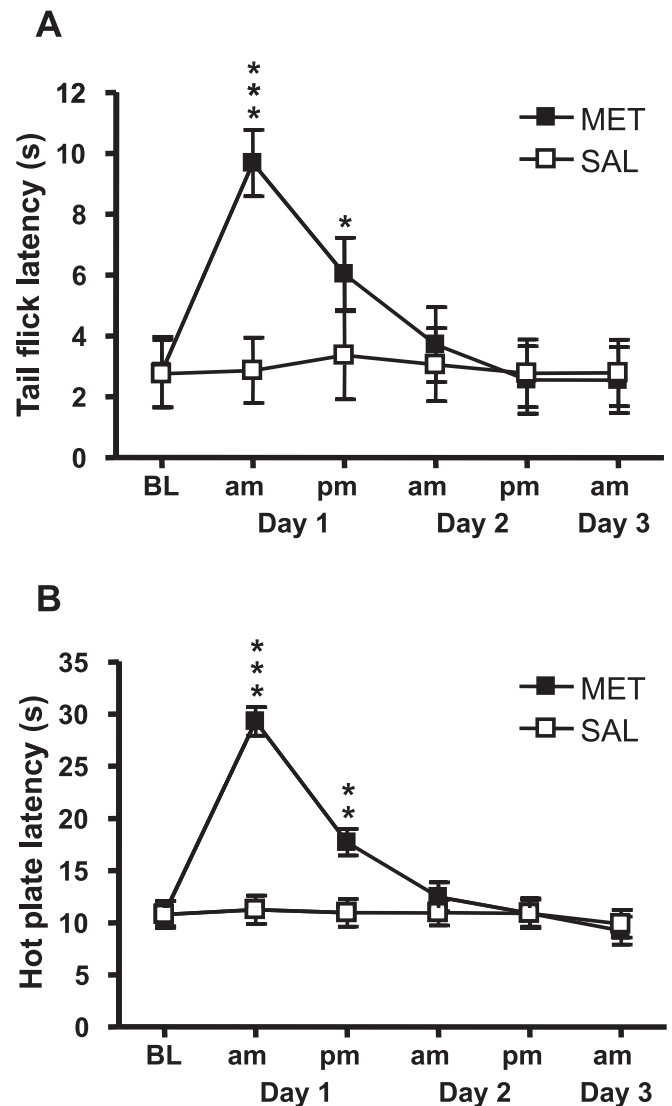 A
Tail flick latency (s)
12
10
8
6
4
2
0
***
*
MET
SAL
BL am pm am pm am
Day 1 Day 2 Day 3
B
Hot plate latency (s)
35
30
25
20
15
10
5
0
***
**
MET
SAL
BL am pm am pm am
Day 1 Day 2 Day 3